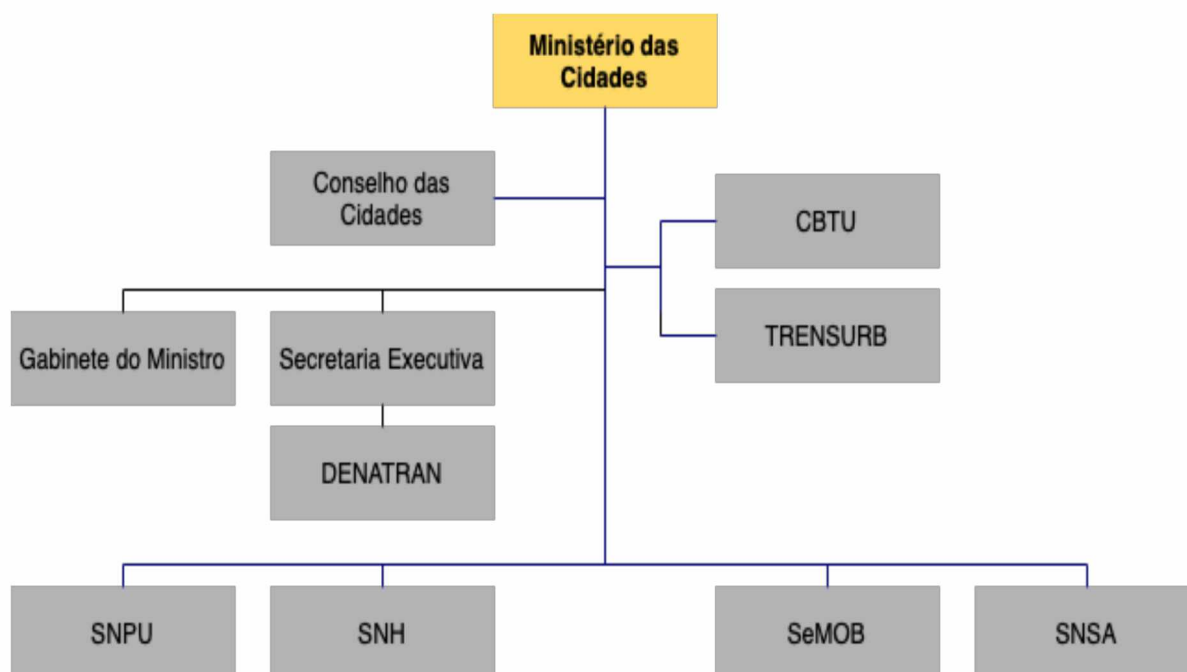 Ministério das
Cidades
Conselho das
Cidades
CBTU
TRENSURB
Gabinete do Ministro
Secretaria Executiva
DENATRAN
SNPU
SNH
SeMOB
SNSA